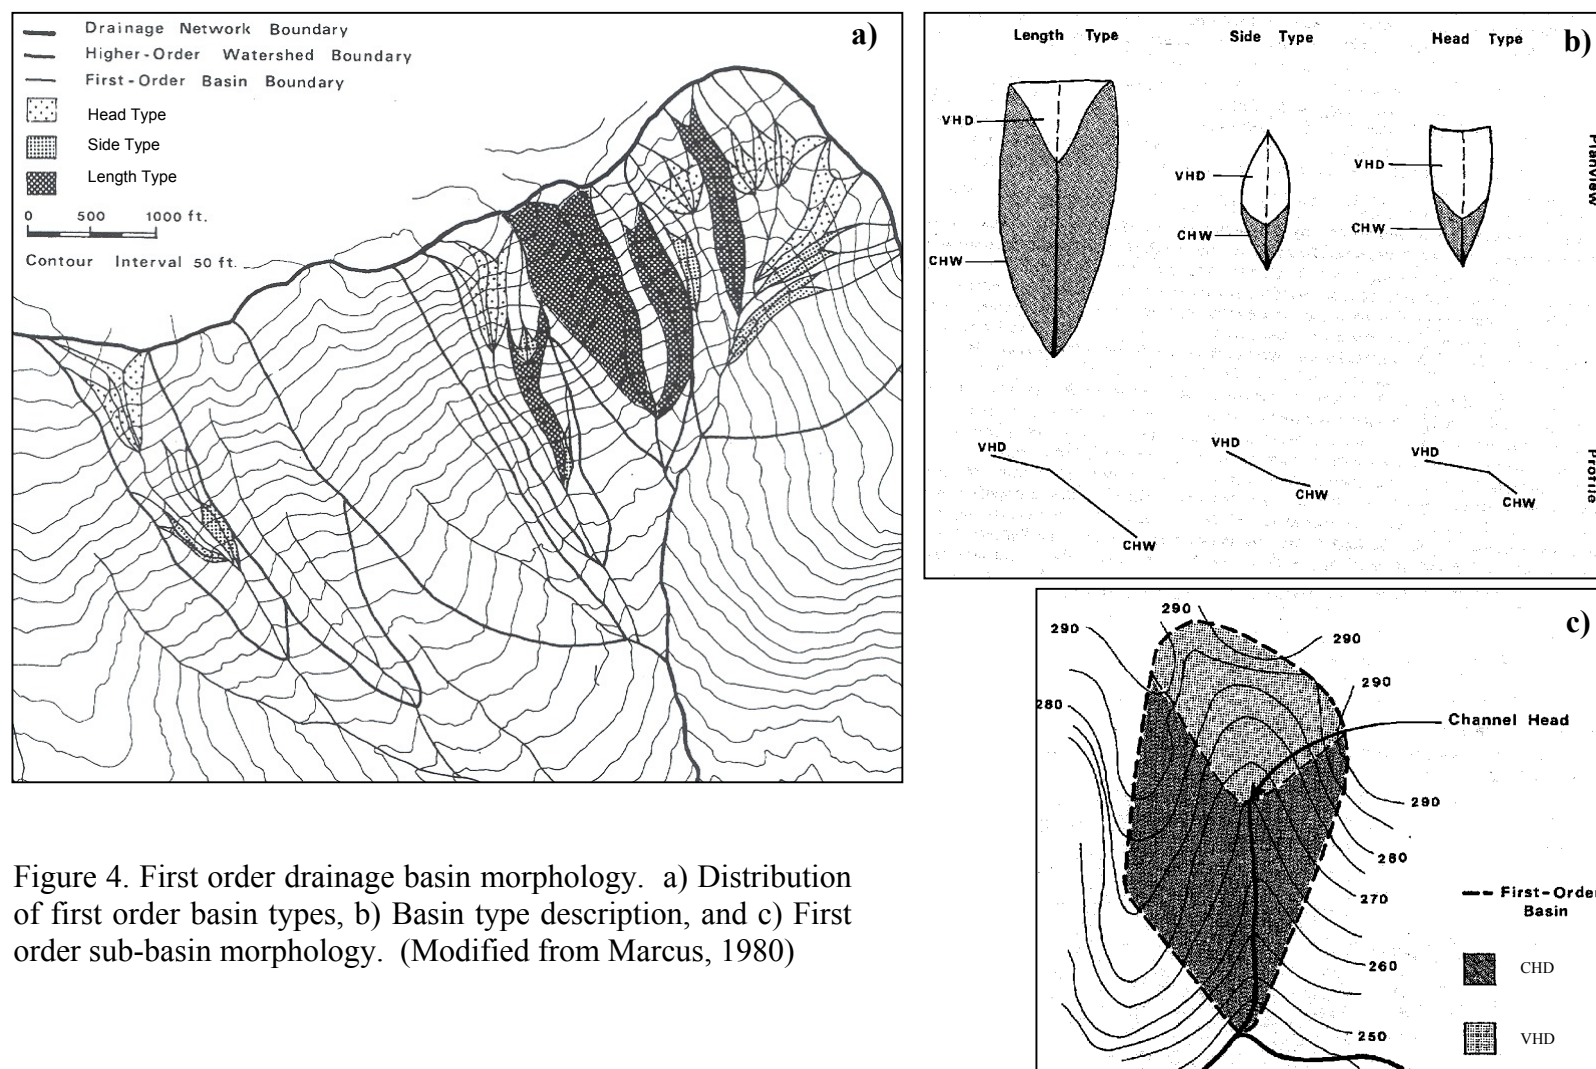 a)
Drainage Network Boundary
Higher-Order Watershed Boundary
First-Order Basin Boundary
Head Type
Side Type
Length Type
0 500 1000 ft.
Contour Interval 50 ft.
b)
Length Type Side Type Head Type
VHD
CHW
VHD
CHW
VHD
CHW
Planview
VHD
CHW
VHD
CHW
VHD
CHW
Profile
c)
290
290
290
290
280
Channel Head
290
280
270
260
250
First-Order
Basin
CHD
VHD
Figure 4. First order drainage basin morphology. a) Distribution
of first order basin types, b) Basin type description, and c) First
order sub-basin morphology. (Modified from Marcus, 1980)